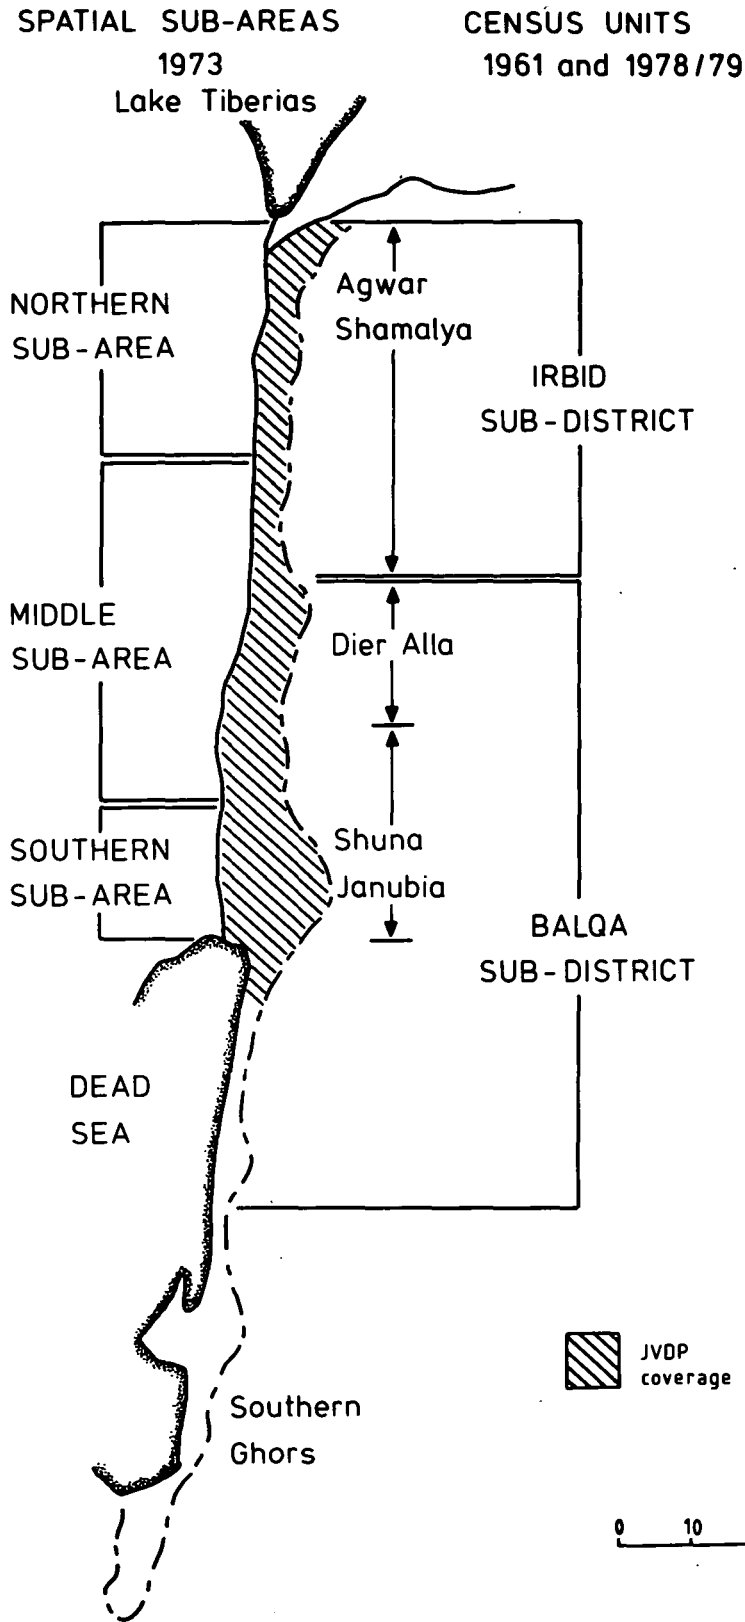 SPATIAL SUB-AREAS
1973
CENSUS UNITS
1961 and 1978/79
Lake Tiberias
NORTHERN
SUB-AREA
Agwar
Shamalya
IRBID
SUB-DISTRICT
MIDDLE
SUB-AREA
Dier Alla
SOUTHERN
SUB-AREA
Shuna
Janubia
BALQA
SUB-DISTRICT
DEAD
SEA
JVDP
coverage
Southern
Ghors
0 10